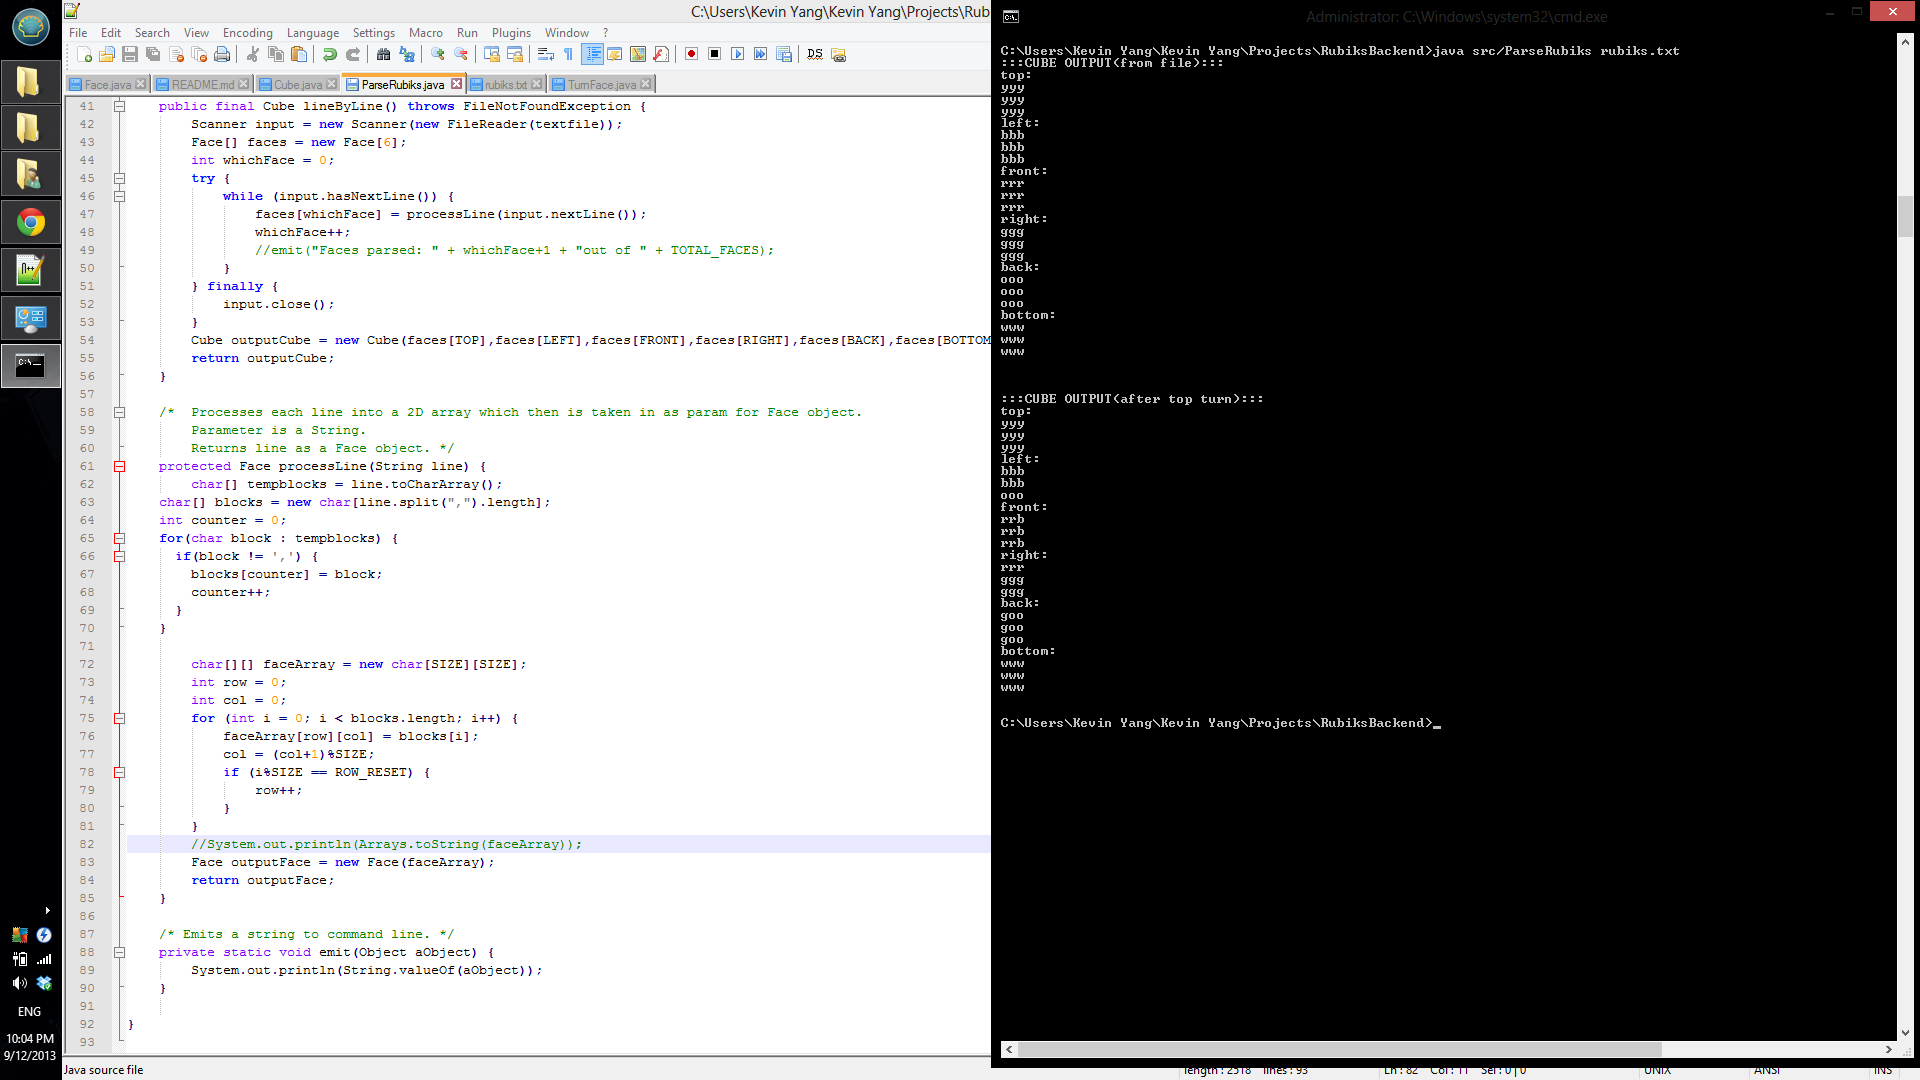 C:\Users\Kevin Yang\Kevin Yang\Projects\Rub
File Edit Search View Encoding Language Settings Macro Run Plugins Window ?
Face.java README.md Cube.java ParseRubiks.java rubiks.txt TurnFace.java
41 public final Cube lineByLine() throws FileNotFoundException {
42 Scanner input = new Scanner(new FileReader(textfile));
43 Face[] faces = new Face[6];
44 int whichFace = 0;
45 try {
46 while (input.hasNextLine()) {
47 faces[whichFace] = processLine(input.nextLine());
48 whichFace++;
49 //emit("Faces parsed: " + whichFace+1 + "out of " + TOTAL_FACES);
50 }
51 } finally {
52 input.close();
53 }
54 Cube outputCube = new Cube(faces[TOP],faces[LEFT],faces[FRONT],faces[RIGHT],faces[BACK],faces[BOTTOM
55 return outputCube;
56 }
57
58 /* Processes each line into a 2D array which then is taken in as param for Face object.
59 Parameter is a String.
60 Returns line as a Face object. */
61 protected Face processLine(String line) {
62 char[] tempblocks = line.toCharArray();
63 char[] blocks = new char[line.split(",").length];
64 int counter = 0;
65 for(char block : tempblocks) {
66 if(block != ',') {
67 blocks[counter] = block;
68 counter++;
69 }
70 }
71
72 char[][] faceArray = new char[SIZE][SIZE];
73 int row = 0;
74 int col = 0;
75 for (int i = 0; i < blocks.length; i++) {
76 faceArray[row][col] = blocks[i];
77 col = (col+1)%SIZE;
78 if (i%SIZE == ROW_RESET) {
79 row++;
80 }
81 }
82 //System.out.println(Arrays.toString(faceArray));
83 Face outputFace = new Face(faceArray);
84 return outputFace;
85 }
86
87 /* Emits a string to command line. */
88 private static void emit(Object aObject) {
89 System.out.println(String.valueOf(aObject));
90 }
91
92 }
93
Java source file
length : 2518 lines : 93
Ln : 82 Col : 11 Sel : 0 | 0
UNIX
ANSI
INS
Administrator: C:\Windows\system32\cmd.exe
C:\Users\Kevin Yang\Kevin Yang\Projects\RubiksBackend>java src/ParseRubiks rubiks.txt
:::CUBE OUTPUT(from file):::
top:
yyy
yyy
yyy
left:
bbb
bbb
bbb
front:
rrr
rrr
rrr
right:
ggg
ggg
ggg
back:
ooo
ooo
ooo
bottom:
www
www
www
:::CUBE OUTPUT(after top turn):::
top:
yyy
yyy
yyy
left:
bbb
bbb
ooo
front:
rrb
rrb
rrb
right:
rrr
ggg
ggg
back:
goo
goo
goo
bottom:
www
www
www
C:\Users\Kevin Yang\Kevin Yang\Projects\RubiksBackend>_
ENG
10:04 PM
9/12/2013